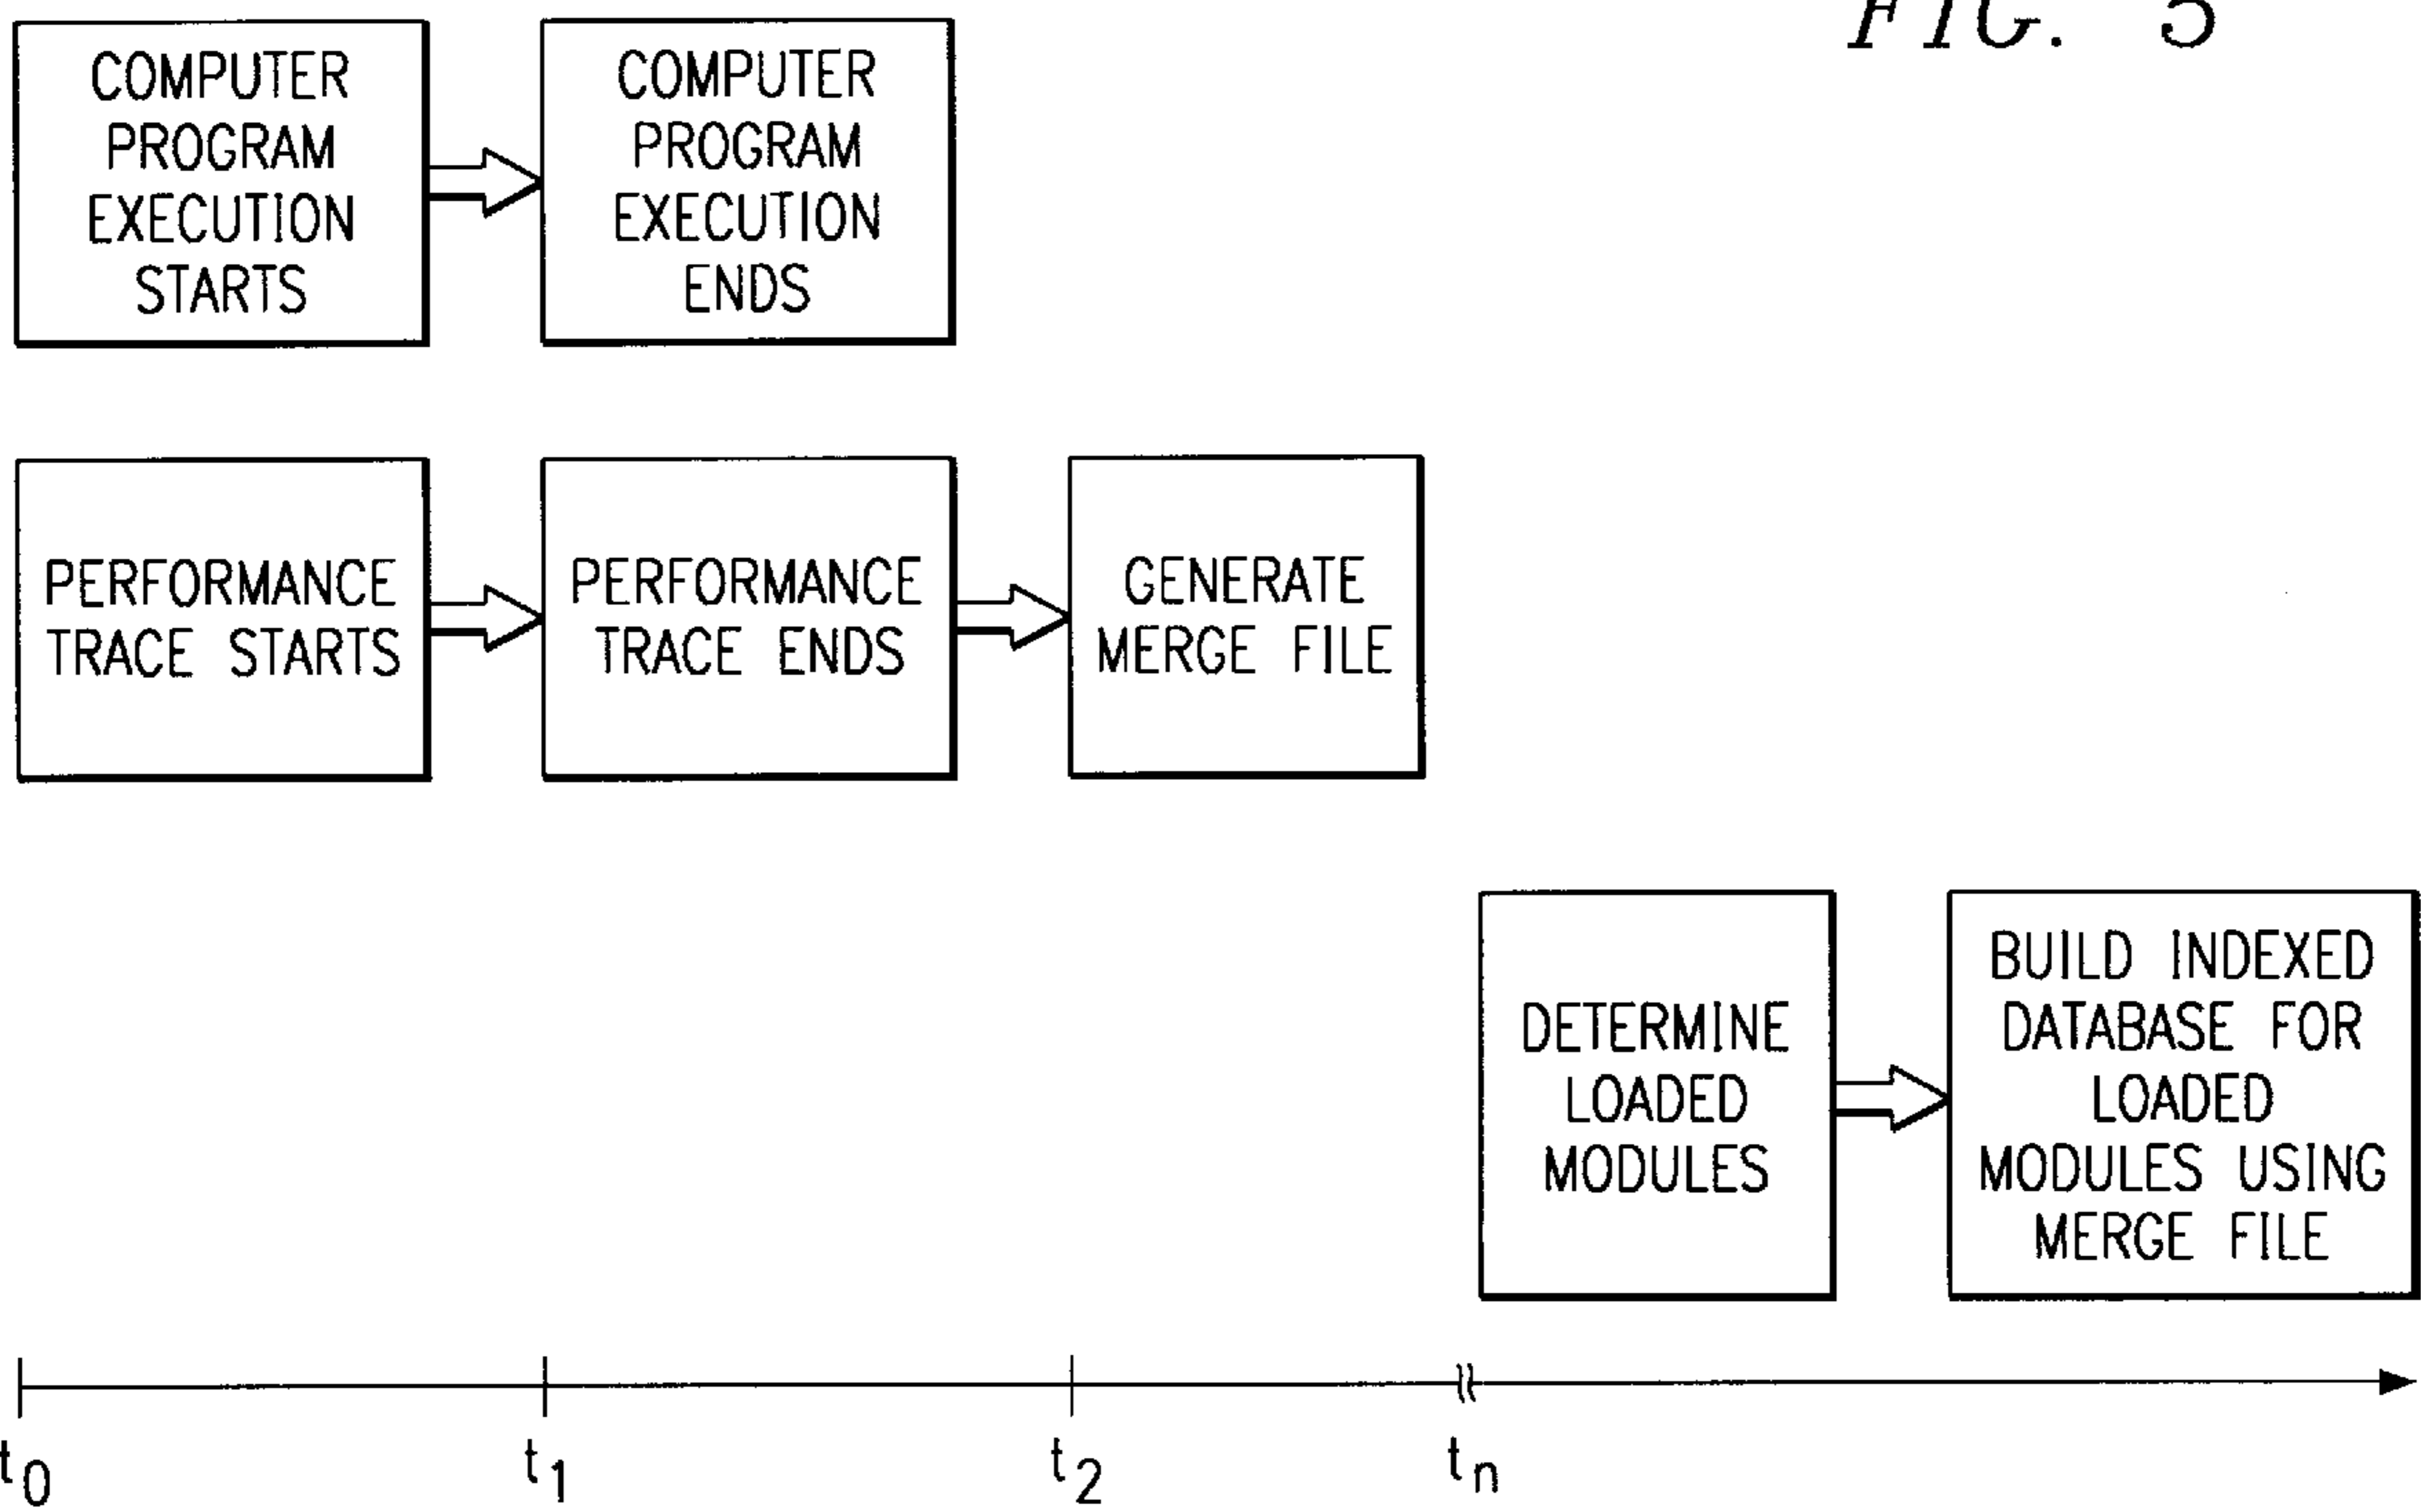 FIG. 5
COMPUTER
PROGRAM
EXECUTION
STARTS
COMPUTER
PROGRAM
EXECUTION
ENDS
PERFORMANCE
TRACE STARTS
PERFORMANCE
TRACE ENDS
GENERATE
MERGE FILE
DETERMINE
LOADED
MODULES
BUILD INDEXED
DATABASE FOR
LOADED
MODULES USING
MERGE FILE
t0
t1
t2
tn